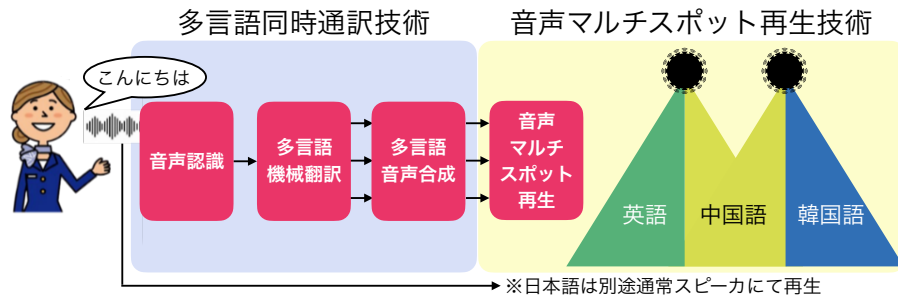 多言語同時通訳技術
音声マルチスポット再生技術
こんにちは
音声認識
多言語
機械翻訳
多言語
音声合成
音声
マルチ
スポット
再生
英語
中国語
韓国語
※日本語は別途通常スピーカにて再生